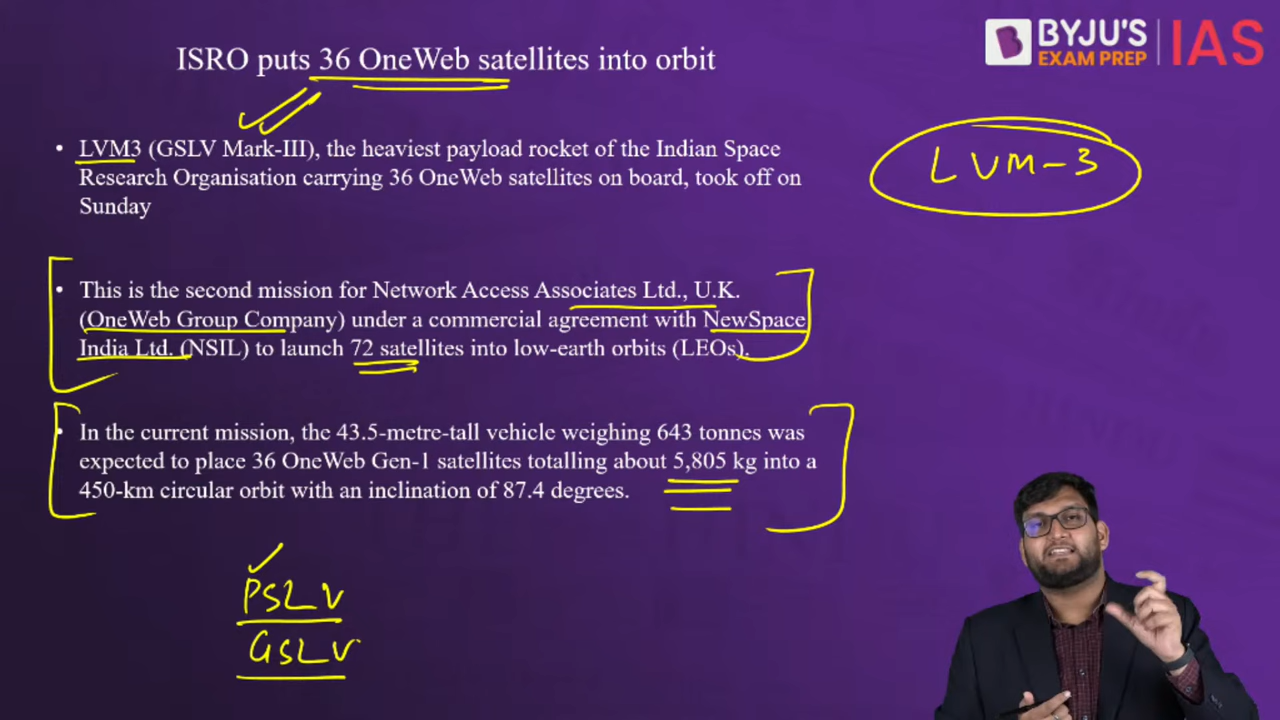 ISRO puts 36 OneWeb satellites into orbit
BYJU'S
EXAM PREP
IAS
• LVM3 (GSLV Mark-III), the heaviest payload rocket of the Indian Space
Research Organisation carrying 36 OneWeb satellites on board, took off on
Sunday
LVM-3
• This is the second mission for Network Access Associates Ltd., U.K.
(OneWeb Group Company) under a commercial agreement with NewSpace
India Ltd. (NSIL) to launch 72 satellites into low-earth orbits (LEOs).
• In the current mission, the 43.5-metre-tall vehicle weighing 643 tonnes was
expected to place 36 OneWeb Gen-1 satellites totalling about 5,805 kg into a
450-km circular orbit with an inclination of 87.4 degrees.
PSLV
GSLV